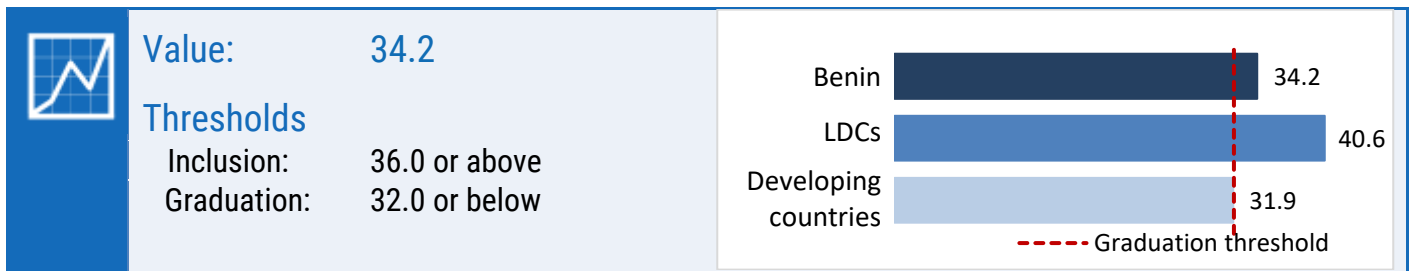 Value: 34.2
Thresholds
Inclusion: 36.0 or above
Graduation: 32.0 or below
Benin 34.2
LDCs 40.6
Developing
countries 31.9
Graduation threshold